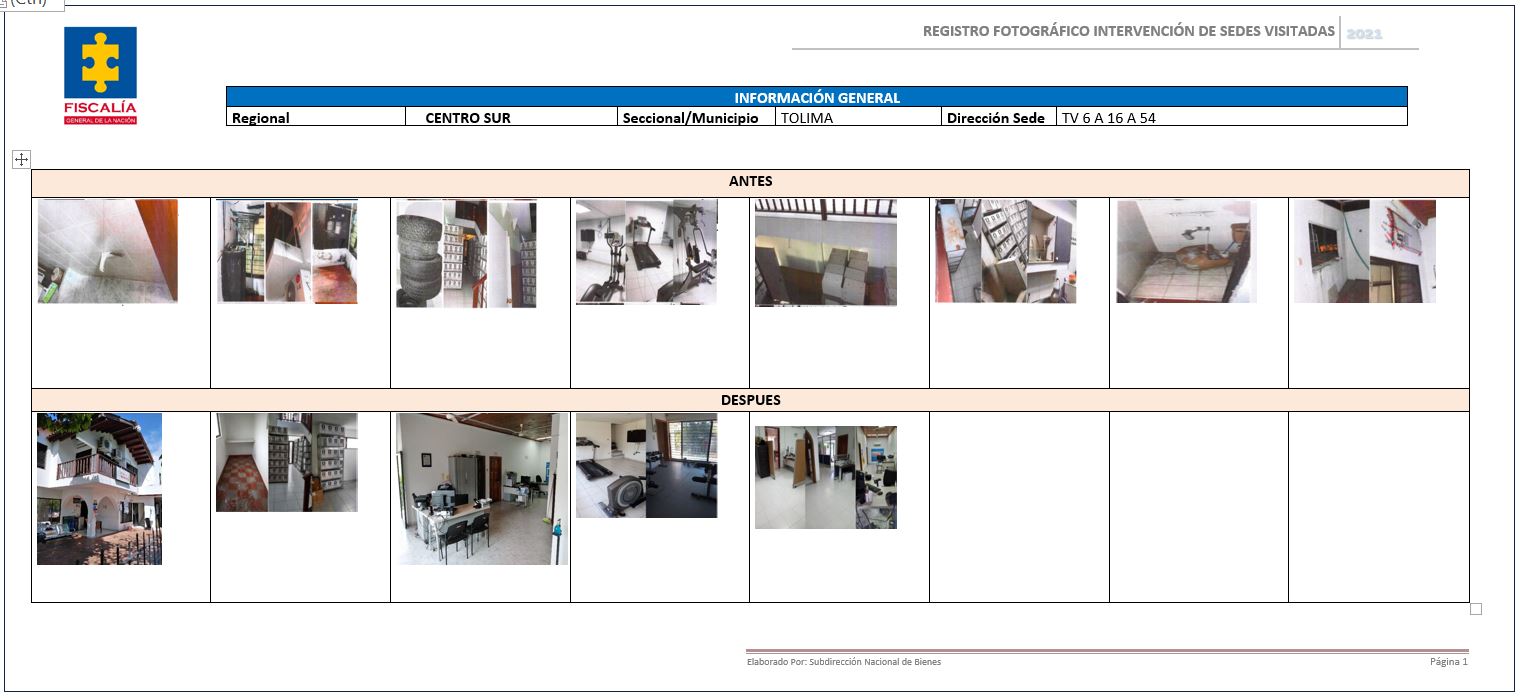 REGISTRO FOTOGRÁFICO INTERVENCIÓN DE SEDES VISITADAS 2021
FISCALÍA
GENERAL DE LA NACIÓN
INFORMACIÓN GENERAL
Regional CENTRO SUR Seccional/Municipio TOLIMA Dirección Sede TV 6 A 16 A 54
ANTES
DESPUES
Elaborado Por: Subdirección Nacional de Bienes Página 1